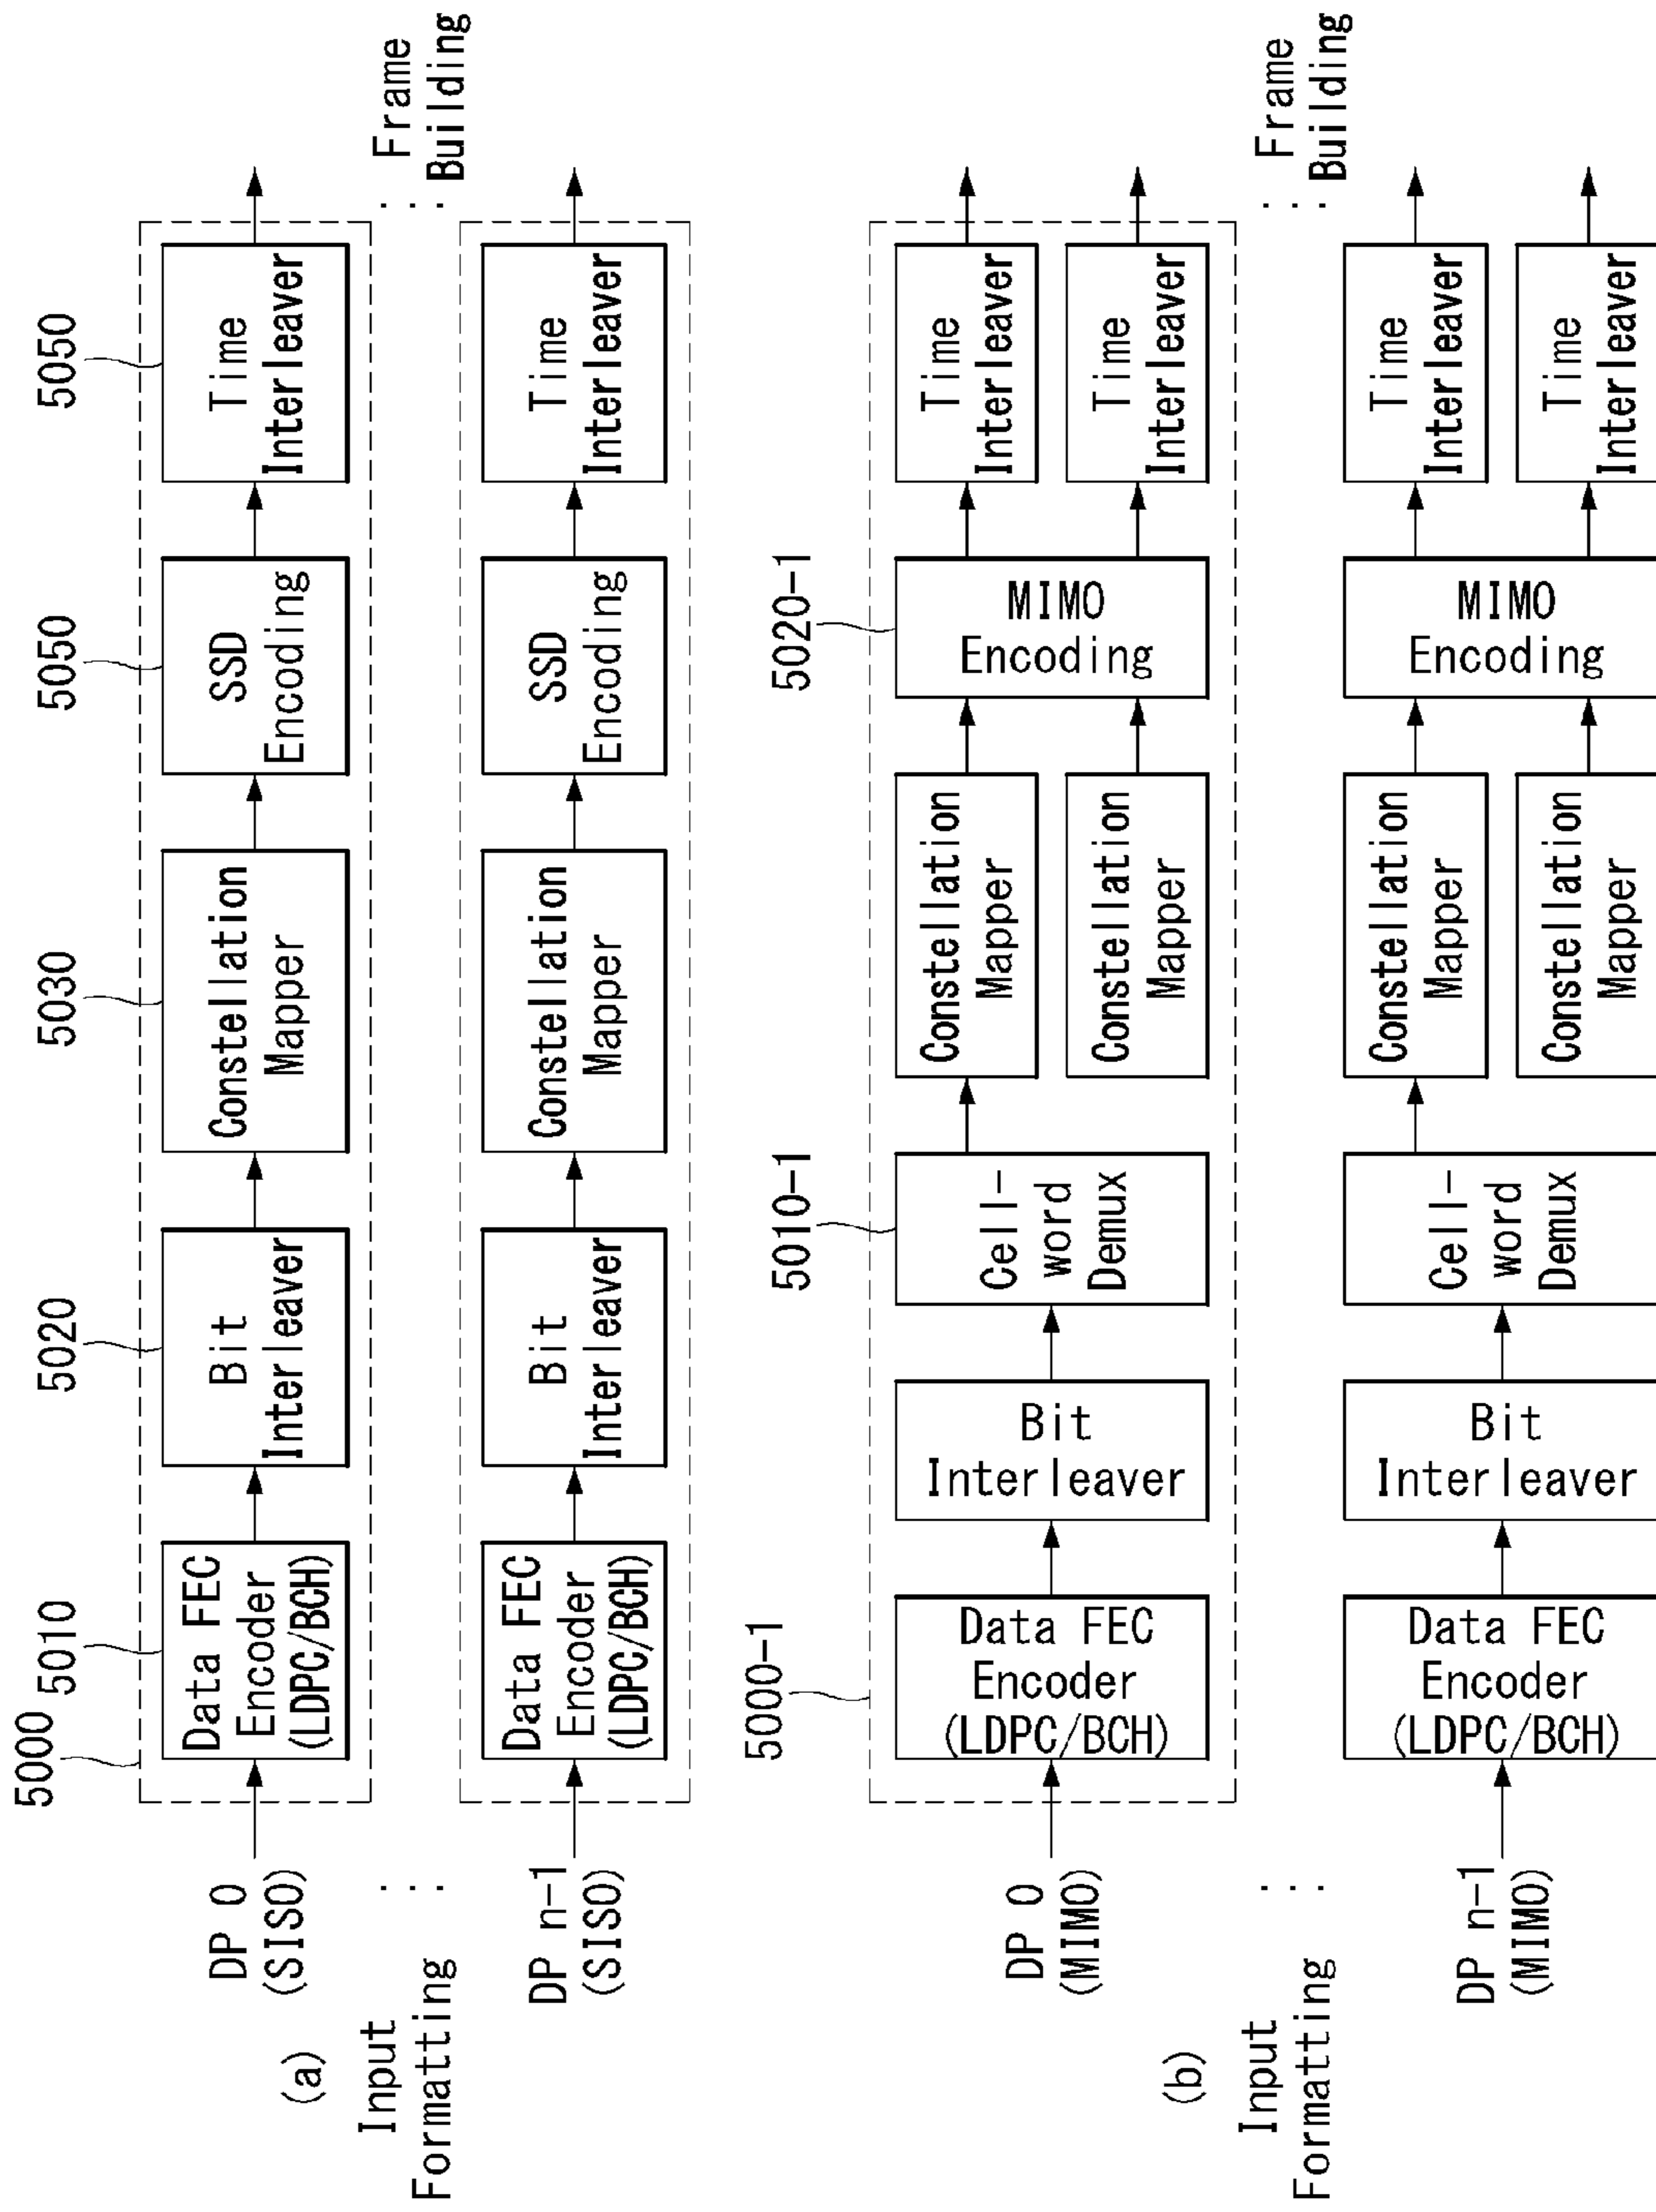 (a)
Input
Formatting
DP 0
(SISO)
...
DP n-1
(SISO)
5000
5010
Data FEC
Encoder
(LDPC/BCH)
5020
Bit
Interleaver
5030
Constellation
Mapper
5050
SSD
Encoding
5050
Time
Interleaver
Data FEC
Encoder
(LDPC/BCH)
Bit
Interleaver
Constellation
Mapper
SSD
Encoding
Time
Interleaver
...
Frame
Building
(b)
Input
Formatting
DP 0
(MIMO)
...
DP n-1
(MIMO)
5000-1
Data FEC
Encoder
(LDPC/BCH)
Bit
Interleaver
5010-1
Cell-
word
Demux
Constellation
Mapper
Constellation
Mapper
5020-1
MIMO
Encoding
Time
Interleaver
Time
Interleaver
Data FEC
Encoder
(LDPC/BCH)
Bit
Interleaver
Cell-
word
Demux
Constellation
Mapper
Constellation
Mapper
MIMO
Encoding
Time
Interleaver
Time
Interleaver
...
Frame
Building